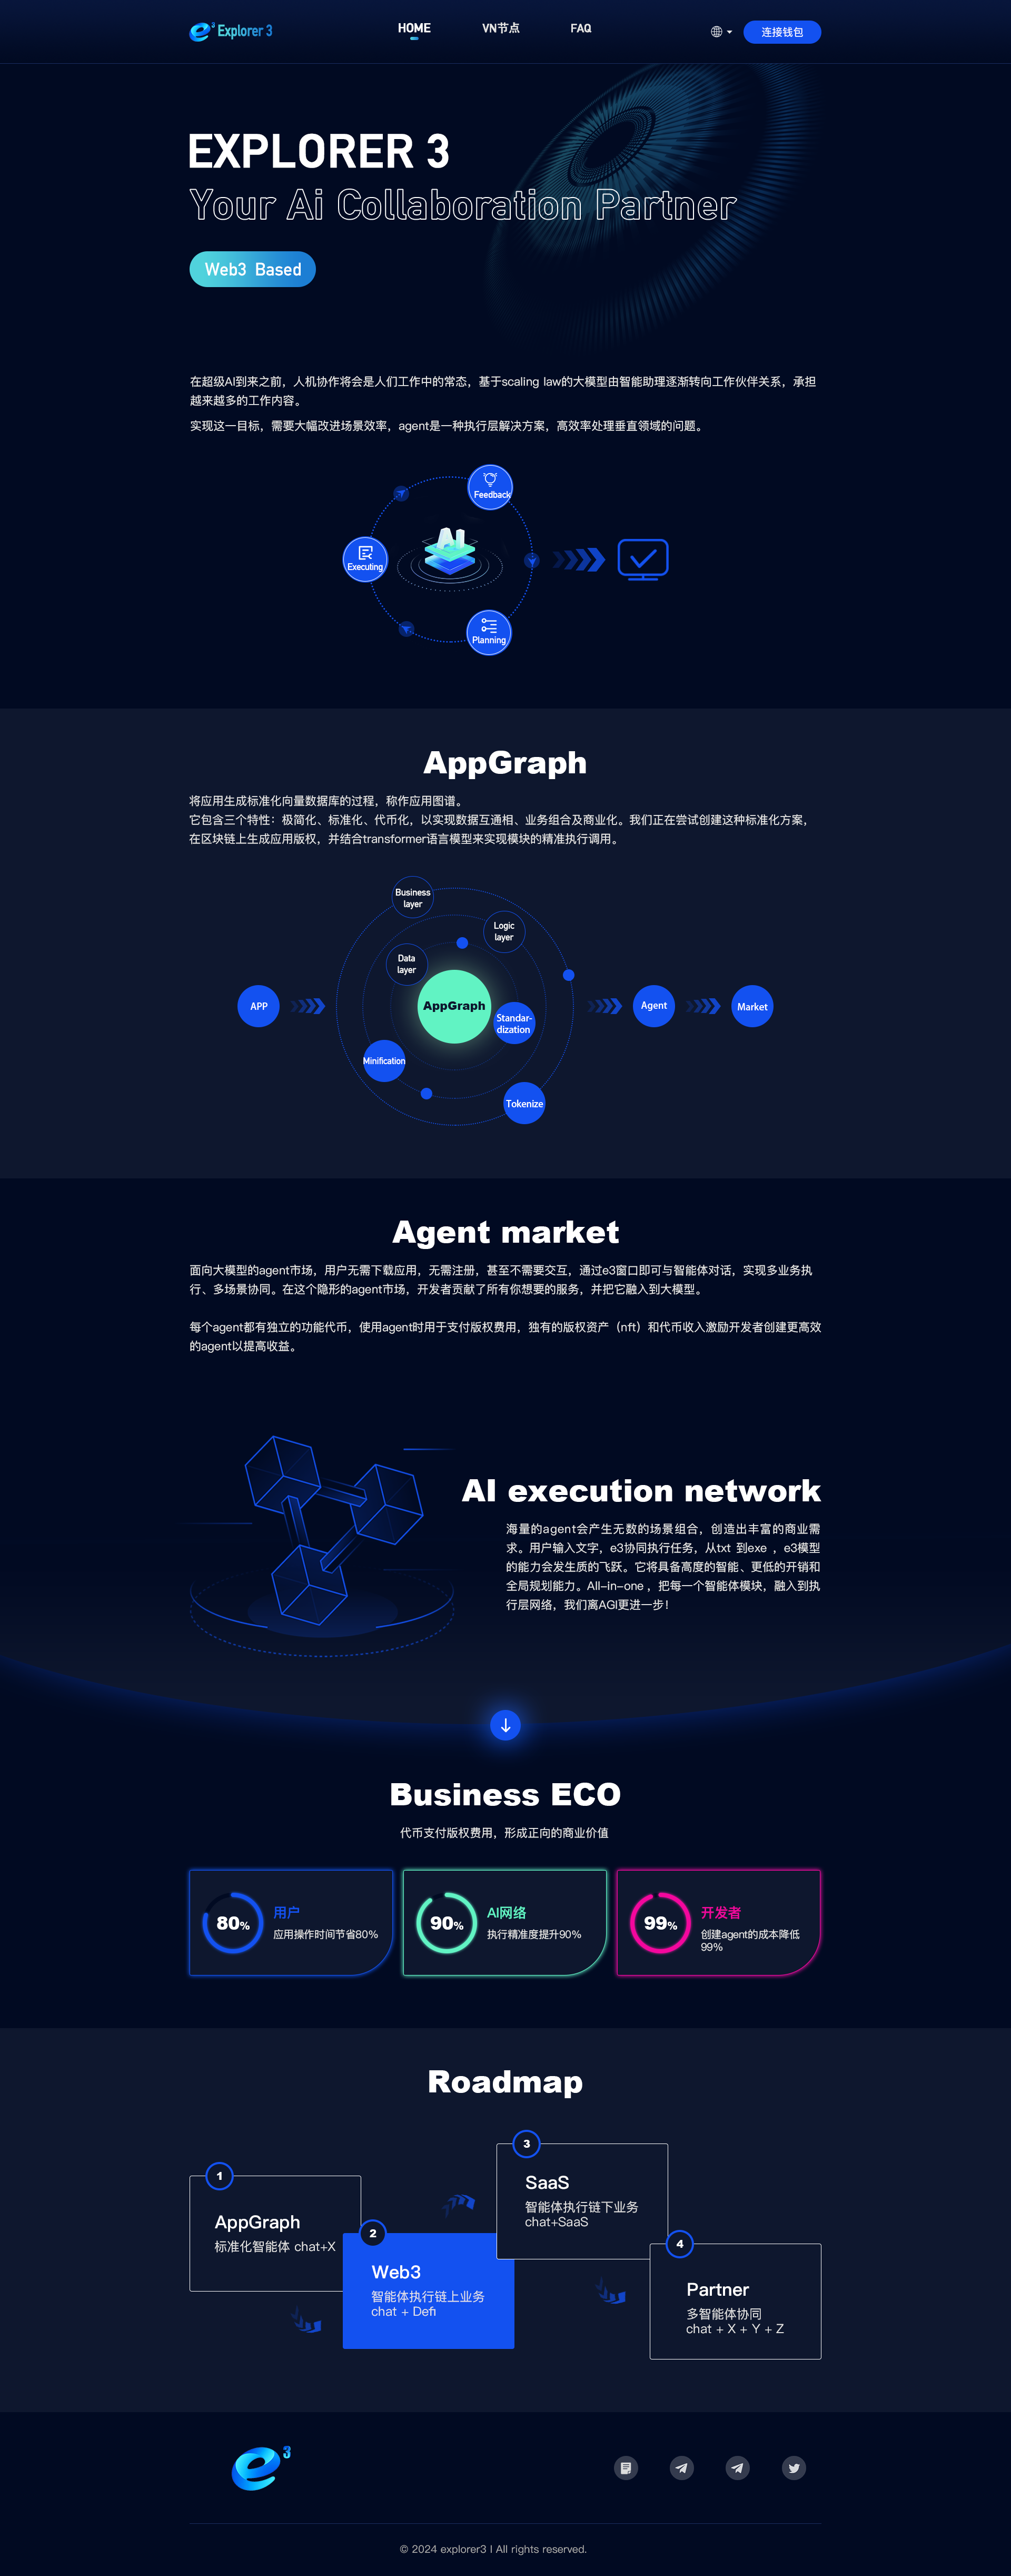 e3 Explorer 3
HOME
VN节点
FAQ
连接钱包
EXPLORER 3
Your Ai Collaboration Partner
Web3 Based
在超级AI到来之前，人机协作将会是人们工作中的常态，基于scaling law的大模型由智能助理逐渐转向工作伙伴关系，承担
越来越多的工作内容。
实现这一目标，需要大幅改进场景效率，agent是一种执行层解决方案，高效率处理垂直领域的问题。
Feedback
AI
Executing
Planning
AppGraph
将应用生成标准化向量数据库的过程，称作应用图谱。
它包含三个特性：极简化、标准化、代币化，以实现数据互通相、业务组合及商业化。我们正在尝试创建这种标准化方案，
在区块链上生成应用版权，并结合transformer语言模型来实现模块的精准执行调用。
Business
layer
Logic
layer
Data
layer
APP
AppGraph
Standar-
dization
Agent
Market
Minification
Tokenize
Agent market
面向大模型的agent市场，用户无需下载应用，无需注册，甚至不需要交互，通过e3窗口即可与智能体对话，实现多业务执
行、多场景协同。在这个隐形的agent市场，开发者贡献了所有你想要的服务，并把它融入到大模型。
每个agent都有独立的功能代币，使用agent时用于支付版权费用，独有的版权资产（nft）和代币收入激励开发者创建更高效
的agent以提高收益。
AI execution network
海量的agent会产生无数的场景组合，创造出丰富的商业需
求。用户输入文字，e3协同执行任务，从txt 到exe ，e3模型
的能力会发生质的飞跃。它将具备高度的智能、更低的开销和
全局规划能力。All-in-one ，把每一个智能体模块，融入到执
行层网络，我们离AGI更进一步！
Business ECO
代币支付版权费用，形成正向的商业价值
80%
用户
应用操作时间节省80%
90%
AI网络
执行精准度提升90%
99%
开发者
创建agent的成本降低
99%
Roadmap
1
AppGraph
标准化智能体 chat+X
2
Web3
智能体执行链上业务
chat + Defi
3
SaaS
智能体执行链下业务
chat+SaaS
4
Partner
多智能体协同
chat + X + Y + Z
e3
© 2024 explorer3 I All rights reserved.